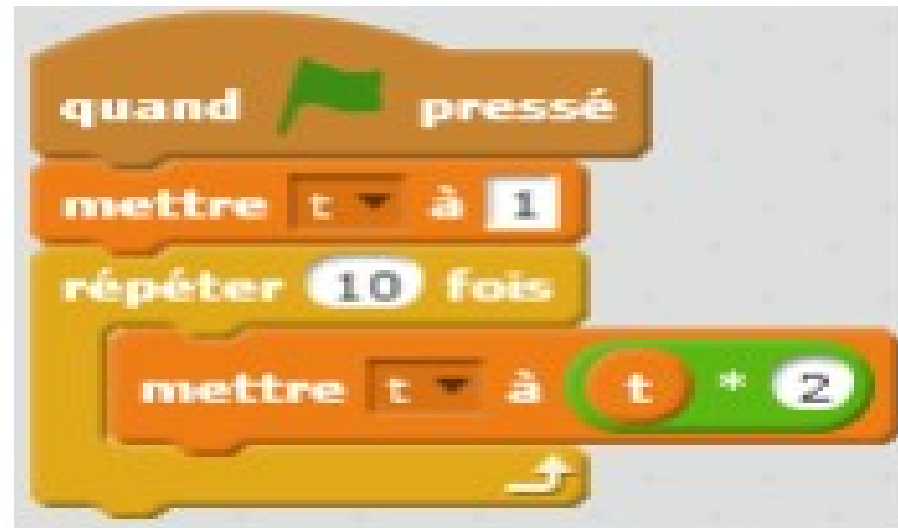 quand pressé
mettre t à 1
répéter 10 fois
mettre t à t * 2